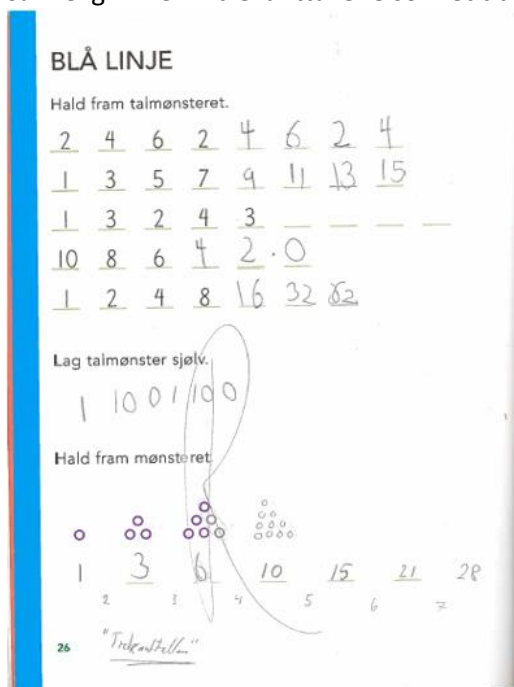 BLÅ LINJE
Hald fram talmønsteret.
2 4 6 2 4 6 2 4
1 3 5 7 9 11 13 15
1 3 2 4 3
10 8 6 4 2 0
1 2 4 8 16 32
Lag talmønster sjølv.
1 10 0 1 10 0
Hald fram mønsteret
1 3 6 10 15 21 28
2 3 4 5 6 7
26